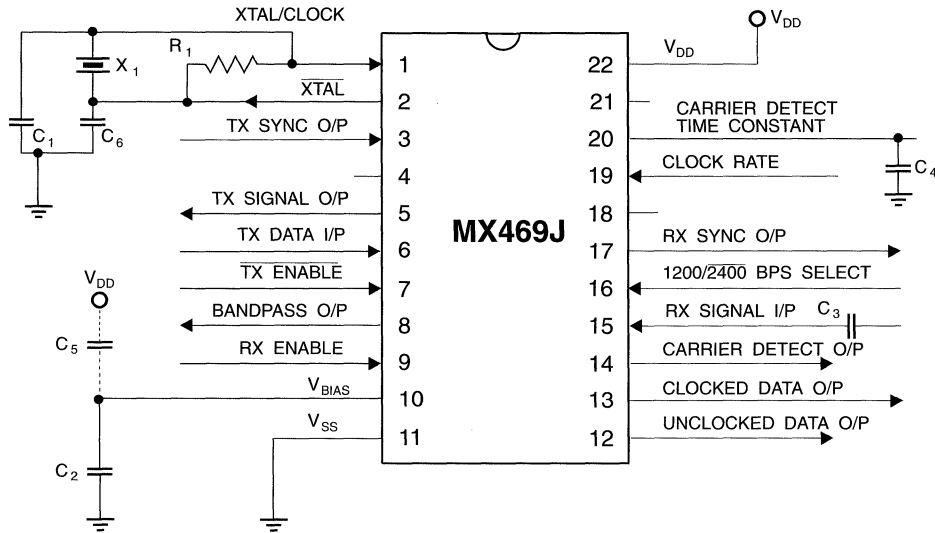 XTAL/CLOCK
R1
X1
C1
C6
XTAL
TX SYNC O/P
TX SIGNAL O/P
TX DATA I/P
TX ENABLE
BANDPASS O/P
RX ENABLE
VDD
C5
VBIAS
VSS
C2
1
2
3
4
5
6
7
8
9
10
11
MX469J
22
21
20
19
18
17
16
15
14
13
12
VDD
VDD
CARRIER DETECT
TIME CONSTANT
C4
CLOCK RATE
RX SYNC O/P
1200/2400 BPS SELECT
RX SIGNAL I/P
C3
CARRIER DETECT O/P
CLOCKED DATA O/P
UNCLOCKED DATA O/P